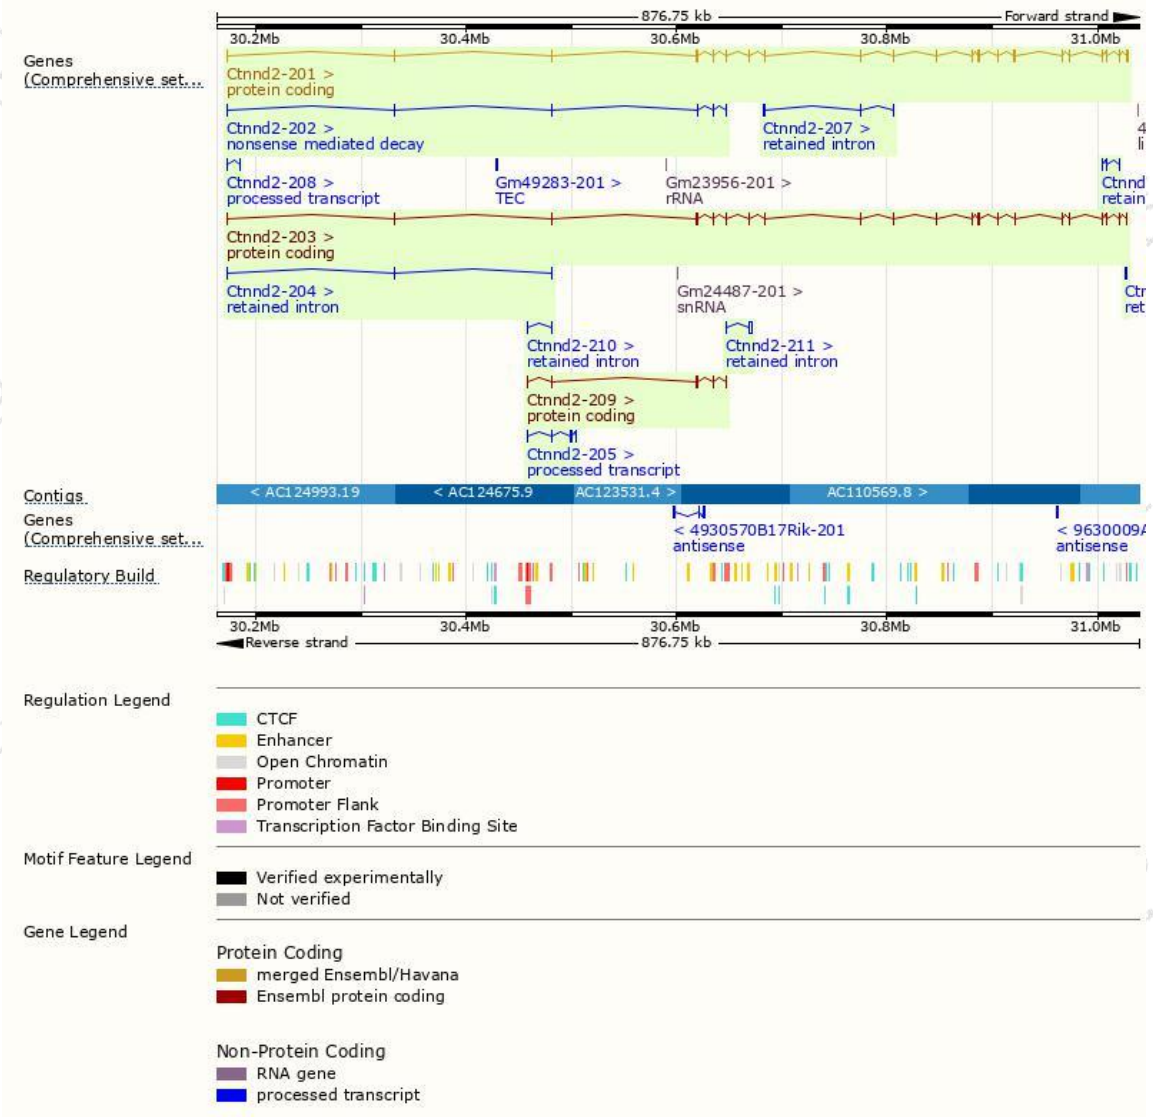 876.75 kb Forward strand
30.2Mb 30.4Mb 30.6Mb 30.8Mb 31.0Mb
Genes
(Comprehensive set...
Ctnnd2-201 >
protein coding
Ctnnd2-202 > Ctnnd2-207 > 4
nonsense mediated decay retained intron li
Ctnnd2-208 > Gm49283-201 > Gm23956-201 > Ctnnd
processed transcript TEC rRNA retain
Ctnnd2-203 >
protein coding
Ctnnd2-204 > Gm24487-201 > Ctr
retained intron snRNA ret
Ctnnd2-210 > Ctnnd2-211 >
retained intron retained intron
Ctnnd2-209 >
protein coding
Ctnnd2-205 >
processed transcript
Contigs < AC124993.19 < AC124675.9 AC123531.4 > AC110569.8 >
Genes
(Comprehensive set...
< 4930570B17Rik-201 < 9630009A
antisense antisense
Regulatory Build
30.2Mb 30.4Mb 30.6Mb 30.8Mb 31.0Mb
Reverse strand 876.75 kb
Regulation Legend
CTCF
Enhancer
Open Chromatin
Promoter
Promoter Flank
Transcription Factor Binding Site
Motif Feature Legend
Verified experimentally
Not verified
Gene Legend
Protein Coding
merged Ensembl/Havana
Ensembl protein coding
Non-Protein Coding
RNA gene
processed transcript